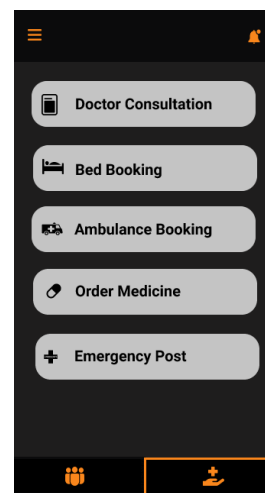 Doctor Consultation
Bed Booking
Ambulance Booking
Order Medicine
Emergency Post